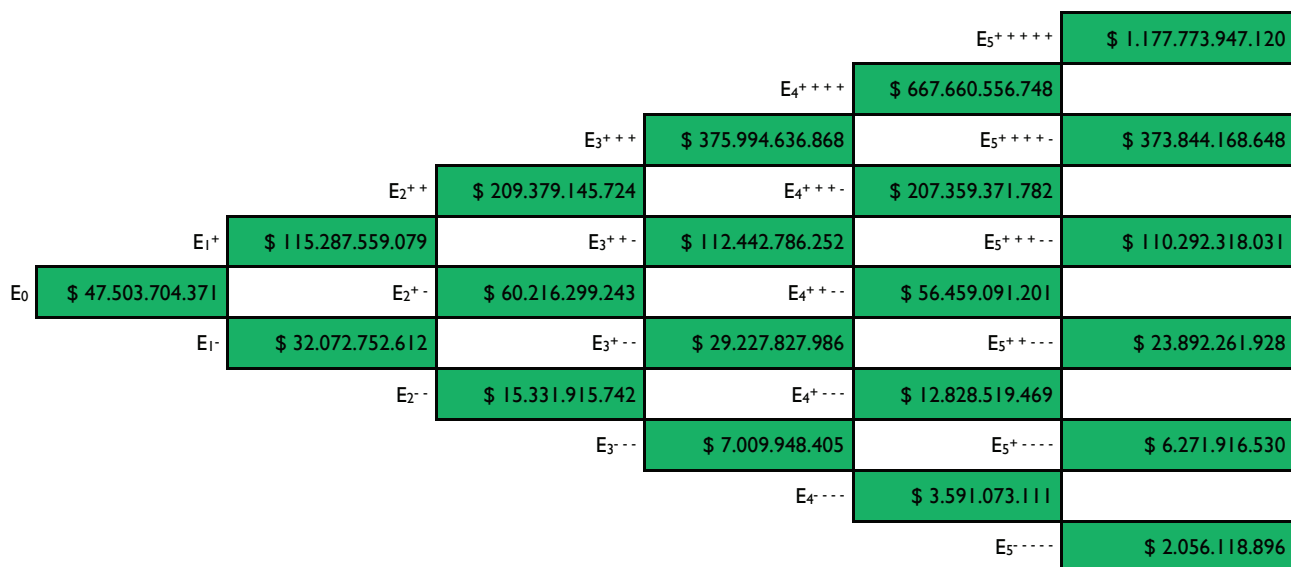 E₅⁺⁺⁺⁺⁺ $ 1.177.773.947.120
E₄⁺⁺⁺⁺ $ 667.660.556.748
E₃⁺⁺⁺ $ 375.994.636.868 E₅⁺⁺⁺⁺⁻ $ 373.844.168.648
E₂⁺⁺ $ 209.379.145.724 E₄⁺⁺⁺⁻ $ 207.359.371.782
E₁⁺ $ 115.287.559.079 E₃⁺⁺⁻ $ 112.442.786.252 E₅⁺⁺⁺⁻⁻ $ 110.292.318.031
E₀ $ 47.503.704.371 E₂⁺⁻ $ 60.216.299.243 E₄⁺⁺⁻⁻ $ 56.459.091.201
E₁⁻ $ 32.072.752.612 E₃⁺⁻⁻ $ 29.227.827.986 E₅⁺⁺⁻⁻⁻ $ 23.892.261.928
E₂⁻⁻ $ 15.331.915.742 E₄⁺⁻⁻⁻ $ 12.828.519.469
E₃⁻⁻⁻ $ 7.009.948.405 E₅⁺⁻⁻⁻⁻ $ 6.271.916.530
E₄⁻⁻⁻⁻ $ 3.591.073.111
E₅⁻⁻⁻⁻⁻ $ 2.056.118.896